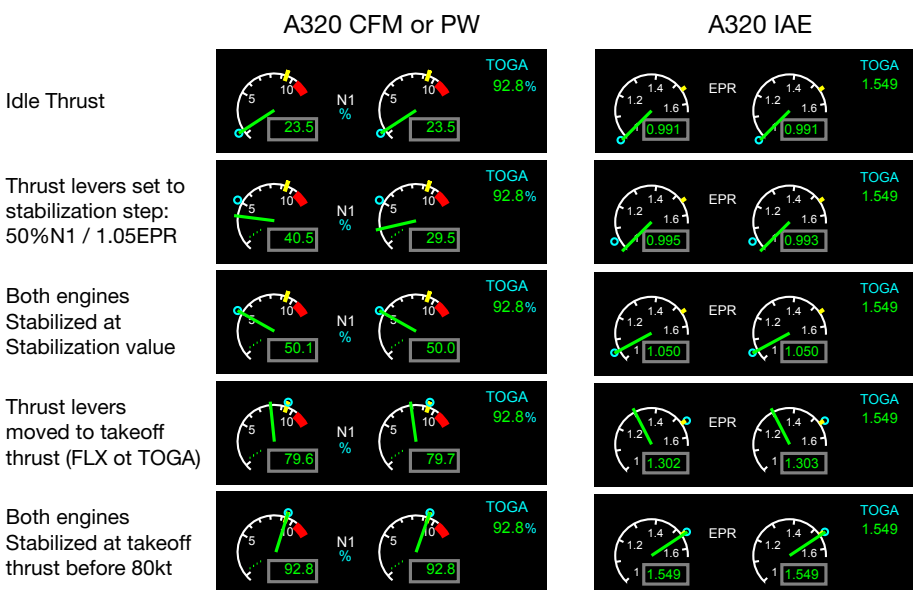 A320 CFM or PW
A320 IAE
Idle Thrust
5 10 23.5 N1 % 5 10 23.5 TOGA 92.8%
1 1.2 1.4 1.6 0.991 EPR 1 1.2 1.4 1.6 0.991 TOGA 1.549
Thrust levers set to
stabilization step:
50%N1 / 1.05EPR
5 10 40.5 N1 % 5 10 29.5 TOGA 92.8%
1 1.2 1.4 1.6 0.995 EPR 1 1.2 1.4 1.6 0.993 TOGA 1.549
Both engines
Stabilized at
Stabilization value
5 10 50.1 N1 % 5 10 50.0 TOGA 92.8%
1 1.2 1.4 1.6 1.050 EPR 1 1.2 1.4 1.6 1.050 TOGA 1.549
Thrust levers
moved to takeoff
thrust (FLX ot TOGA)
5 10 79.6 N1 % 5 10 79.7 TOGA 92.8%
1 1.2 1.4 1.6 1.302 EPR 1 1.2 1.4 1.6 1.303 TOGA 1.549
Both engines
Stabilized at takeoff
thrust before 80kt
5 10 92.8 N1 % 5 10 92.8 TOGA 92.8%
1 1.2 1.4 1.6 1.549 EPR 1 1.2 1.4 1.6 1.549 TOGA 1.549